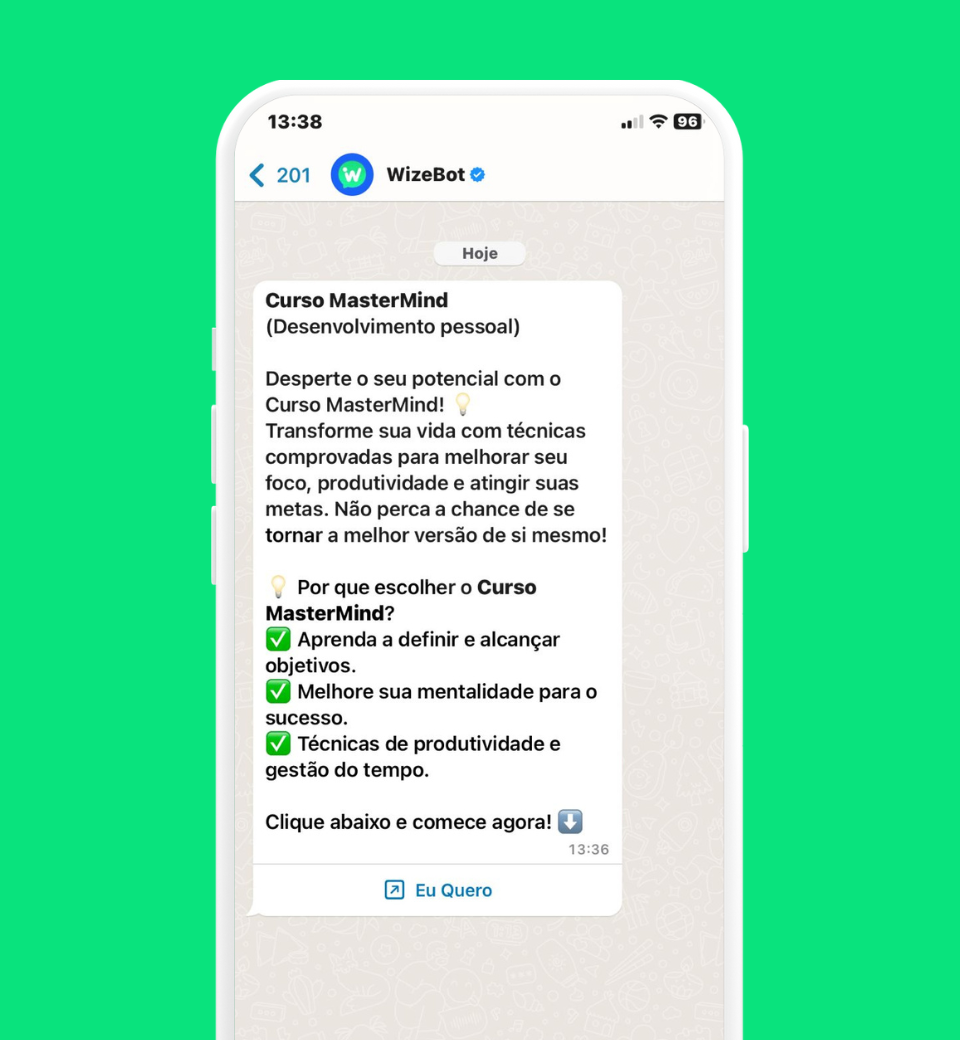 13:38
96
201
W
WizeBot
Hoje
Curso MasterMind
(Desenvolvimento pessoal)
Desperte o seu potencial com o
Curso MasterMind! 💡
Transforme sua vida com técnicas
comprovadas para melhorar seu
foco, produtividade e atingir suas
metas. Não perca a chance de se
tornar a melhor versão de si mesmo!
💡 Por que escolher o Curso
MasterMind?
✅ Aprenda a definir e alcançar
objetivos.
✅ Melhore sua mentalidade para o
sucesso.
✅ Técnicas de produtividade e
gestão do tempo.
Clique abaixo e comece agora! ⬇️
13:36
Eu Quero